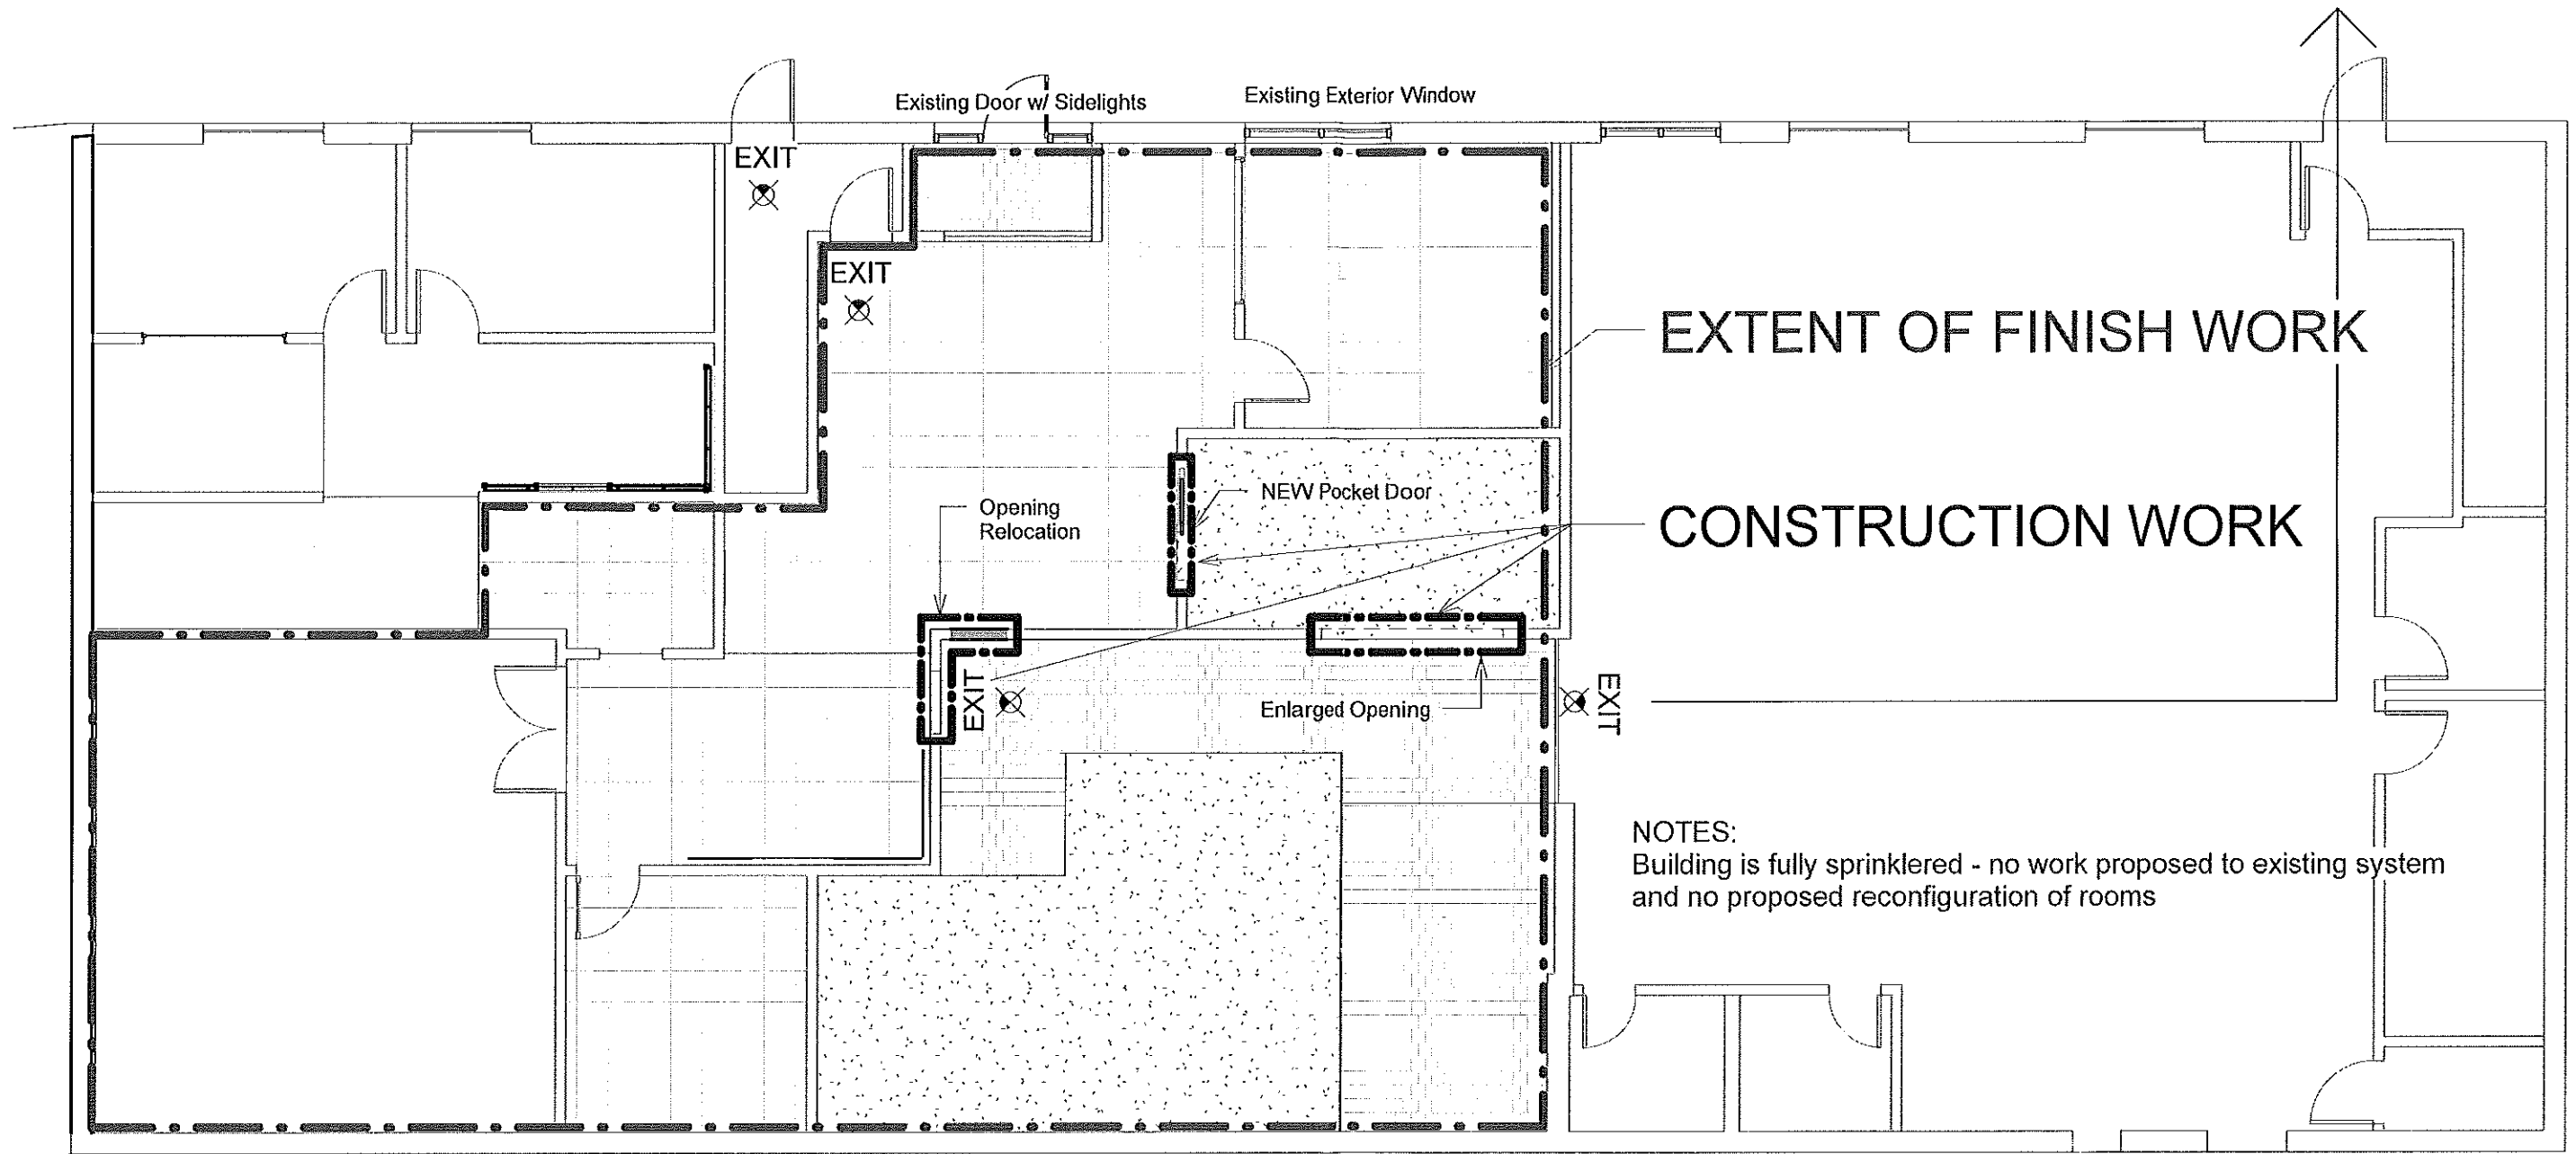 Existing Door w/ Sidelights
Existing Exterior Window
EXIT
EXIT
EXTENT OF FINISH WORK
NEW Pocket Door
Opening
Relocation
CONSTRUCTION WORK
EXIT
Enlarged Opening
EXIT
NOTES:
Building is fully sprinklered - no work proposed to existing system
and no proposed reconfiguration of rooms